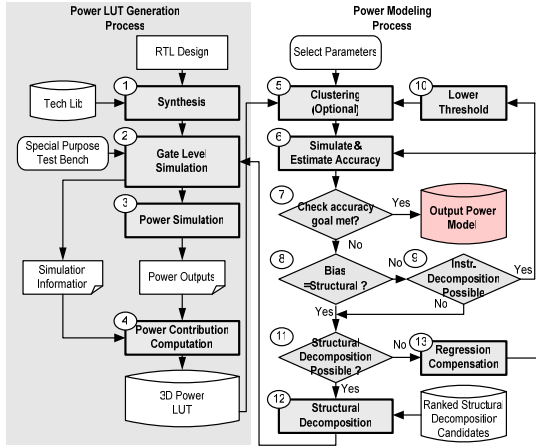 Power LUT Generation
Process
Power Modeling
Process
RTL Design
Select Parameters
1
Tech Lib
Synthesis
5
Clustering
(Optional)
10
Lower
Threshold
2
Special Purpose
Test Bench
Gate Level
Simulation
6
Simulate &
Estimate Accuracy
3
Power Simulation
7
Check accuracy
goal met?
Yes
Output Power
Model
No
8
Bias
=Structural ?
No
9
Instr.
Decomposition
Possible
Yes
No
Yes
Simulation
Information
Power Outputs
4
Power Contribution
Computation
11
Structural
Decomposition
Possible ?
No
13
Regression
Compensation
Yes
3D Power
LUT
12
Structural
Decomposition
Ranked Structural
Decomposition
Candidates